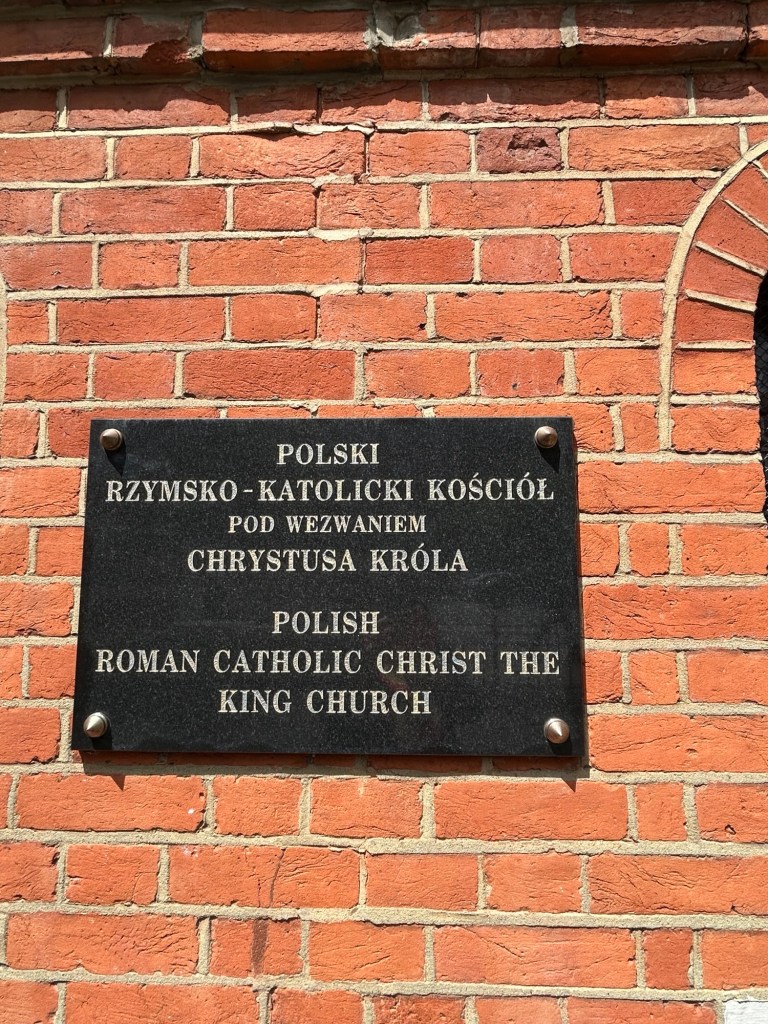 POLSKI
RZYMSKO-KATOLICKI KOŚCIÓŁ
POD WEZWANIEM
CHRYSTUSA KRÓLA
POLISH
ROMAN CATHOLIC CHRIST THE
KING CHURCH